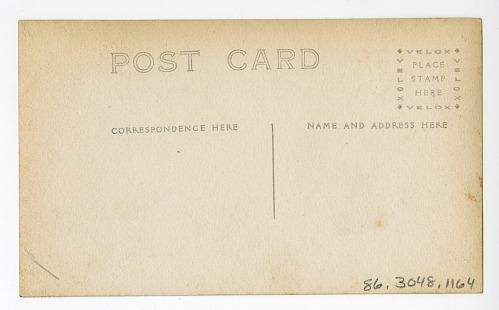 POST CARD
VELOX
VELOX
PLACE
STAMP
HERE
VELOX
VELOX
CORRESPONDENCE HERE
NAME AND ADDRESS HERE
86.3048.1164